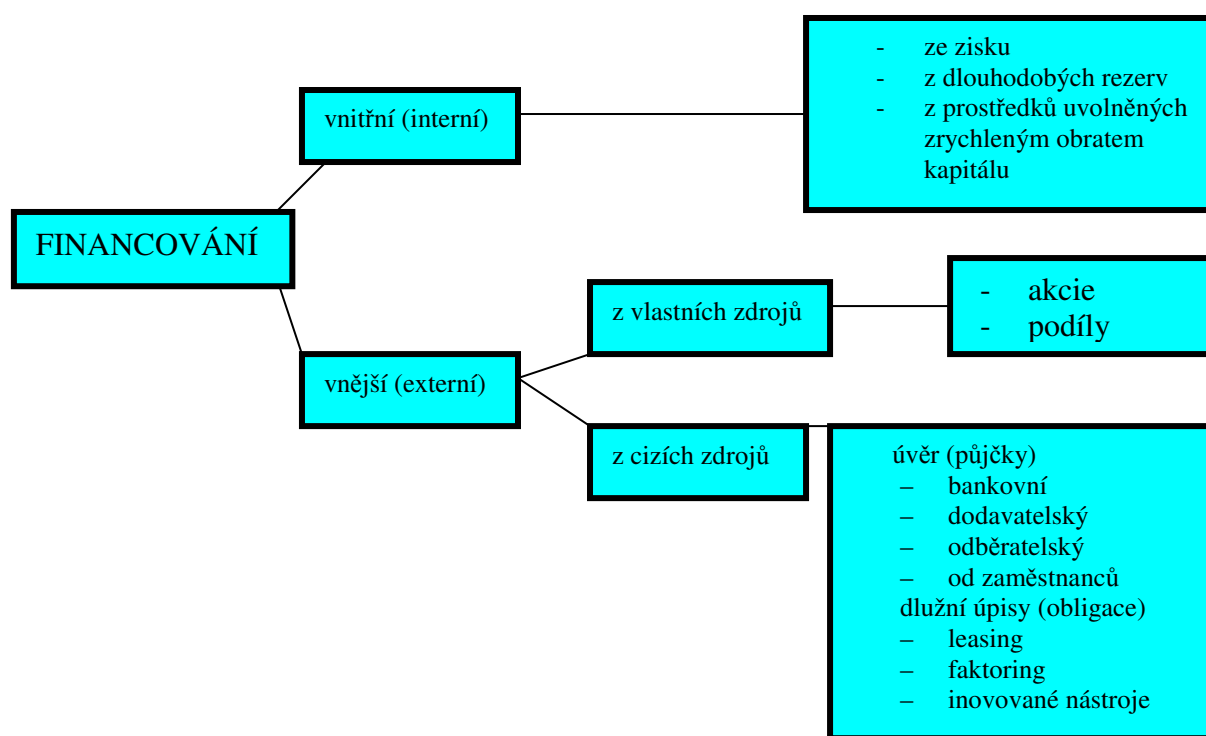 FINANCOVÁNÍ
vnitřní (interní)
- ze zisku
- z dlouhodobých rezerv
- z prostředků uvolněných
zrychleným obratem
kapitálu
vnější (externí)
z vlastních zdrojů
- akcie
- podíly
z cizích zdrojů
úvěr (půjčky)
– bankovní
– dodavatelský
– odběratelský
– od zaměstnanců
dlužní úpisy (obligace)
– leasing
– faktoring
– inovované nástroje